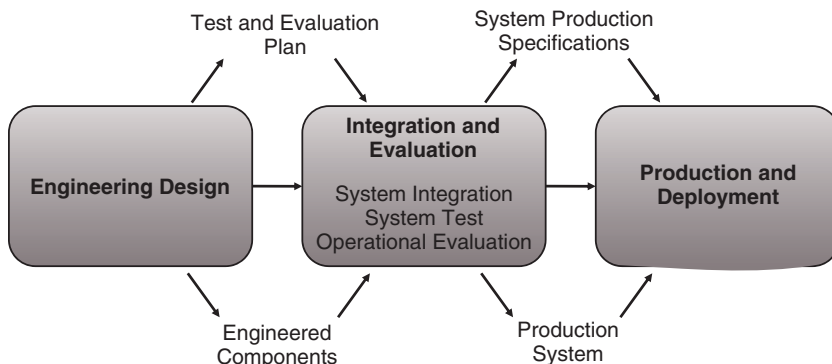 Test and Evaluation
Plan
System Production
Specifications
Engineering Design
Integration and
Evaluation
System Integration
System Test
Operational Evaluation
Production and
Deployment
Engineered
Components
Production
System